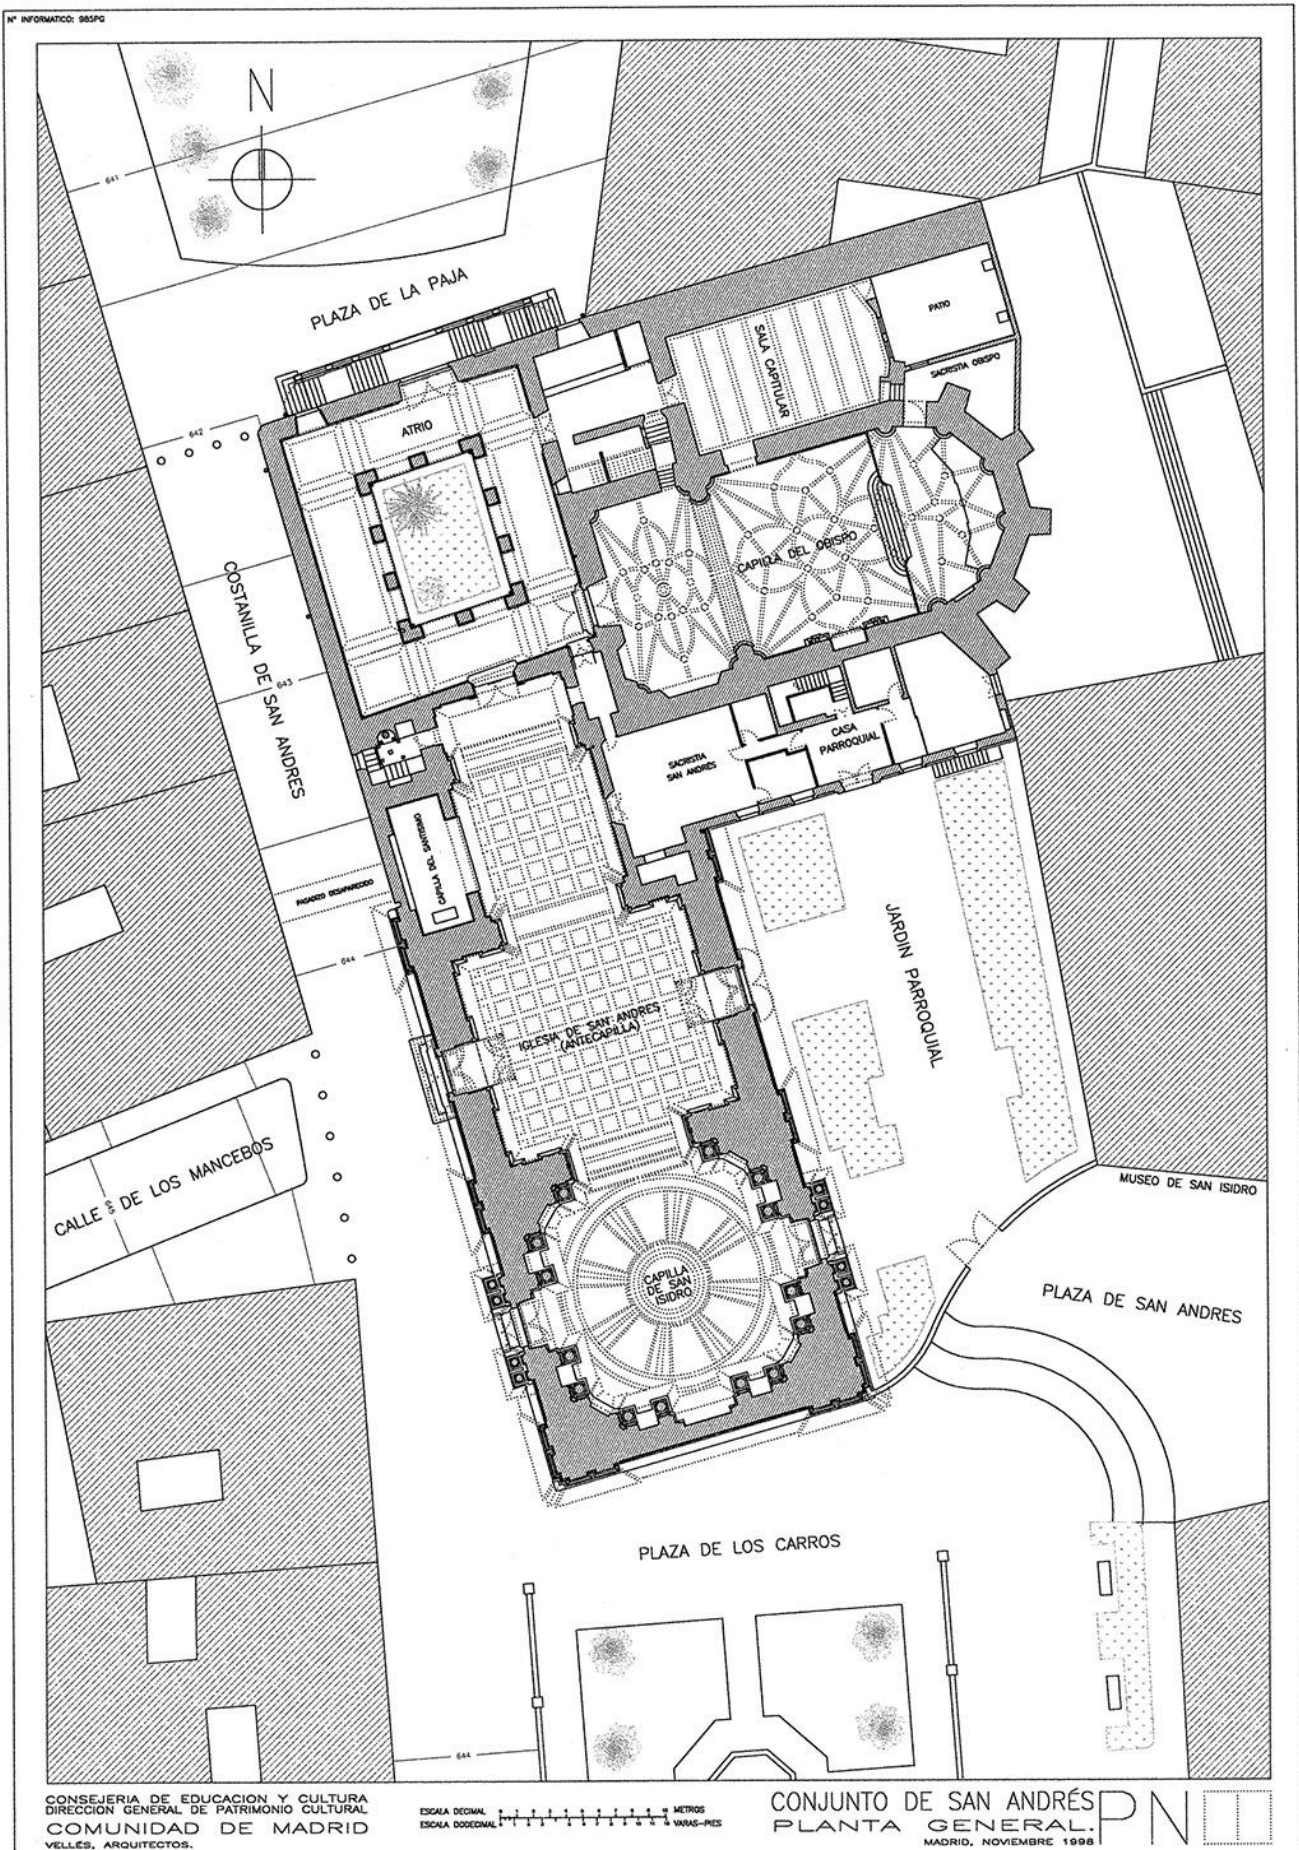 Nº INFORMATICO: 985PG
N
641
PLAZA DE LA PAJA
642
ATRIO
SALA CAPITULAR
PATIO
SACRISTIA OBISPO
CAPILLA DEL OBISPO
COSTANILLA DE SAN ANDRES
643
SACRISTIA
SAN ANDRÉS
CASA
PARROQUIAL
CAPILLA DEL SANTISIMO
PASADIZO DESAPARECIDO
644
JARDIN PARROQUIAL
IGLESIA DE SAN ANDRES
(ANTECAPILLA)
CALLE DE LOS MANCEBOS
645
MUSEO DE SAN ISIDRO
CAPILLA
DE SAN
ISIDRO
PLAZA DE SAN ANDRES
PLAZA DE LOS CARROS
644
CONSEJERIA DE EDUCACION Y CULTURA
DIRECCION GENERAL DE PATRIMONIO CULTURAL
COMUNIDAD DE MADRID
VELLÉS, ARQUITECTOS.
ESCALA DECIMAL METROS
ESCALA DODECIMAL VARAS-PIES
CONJUNTO DE SAN ANDRÉS
PLANTA GENERAL.
MADRID, NOVIEMBRE 1998
PN